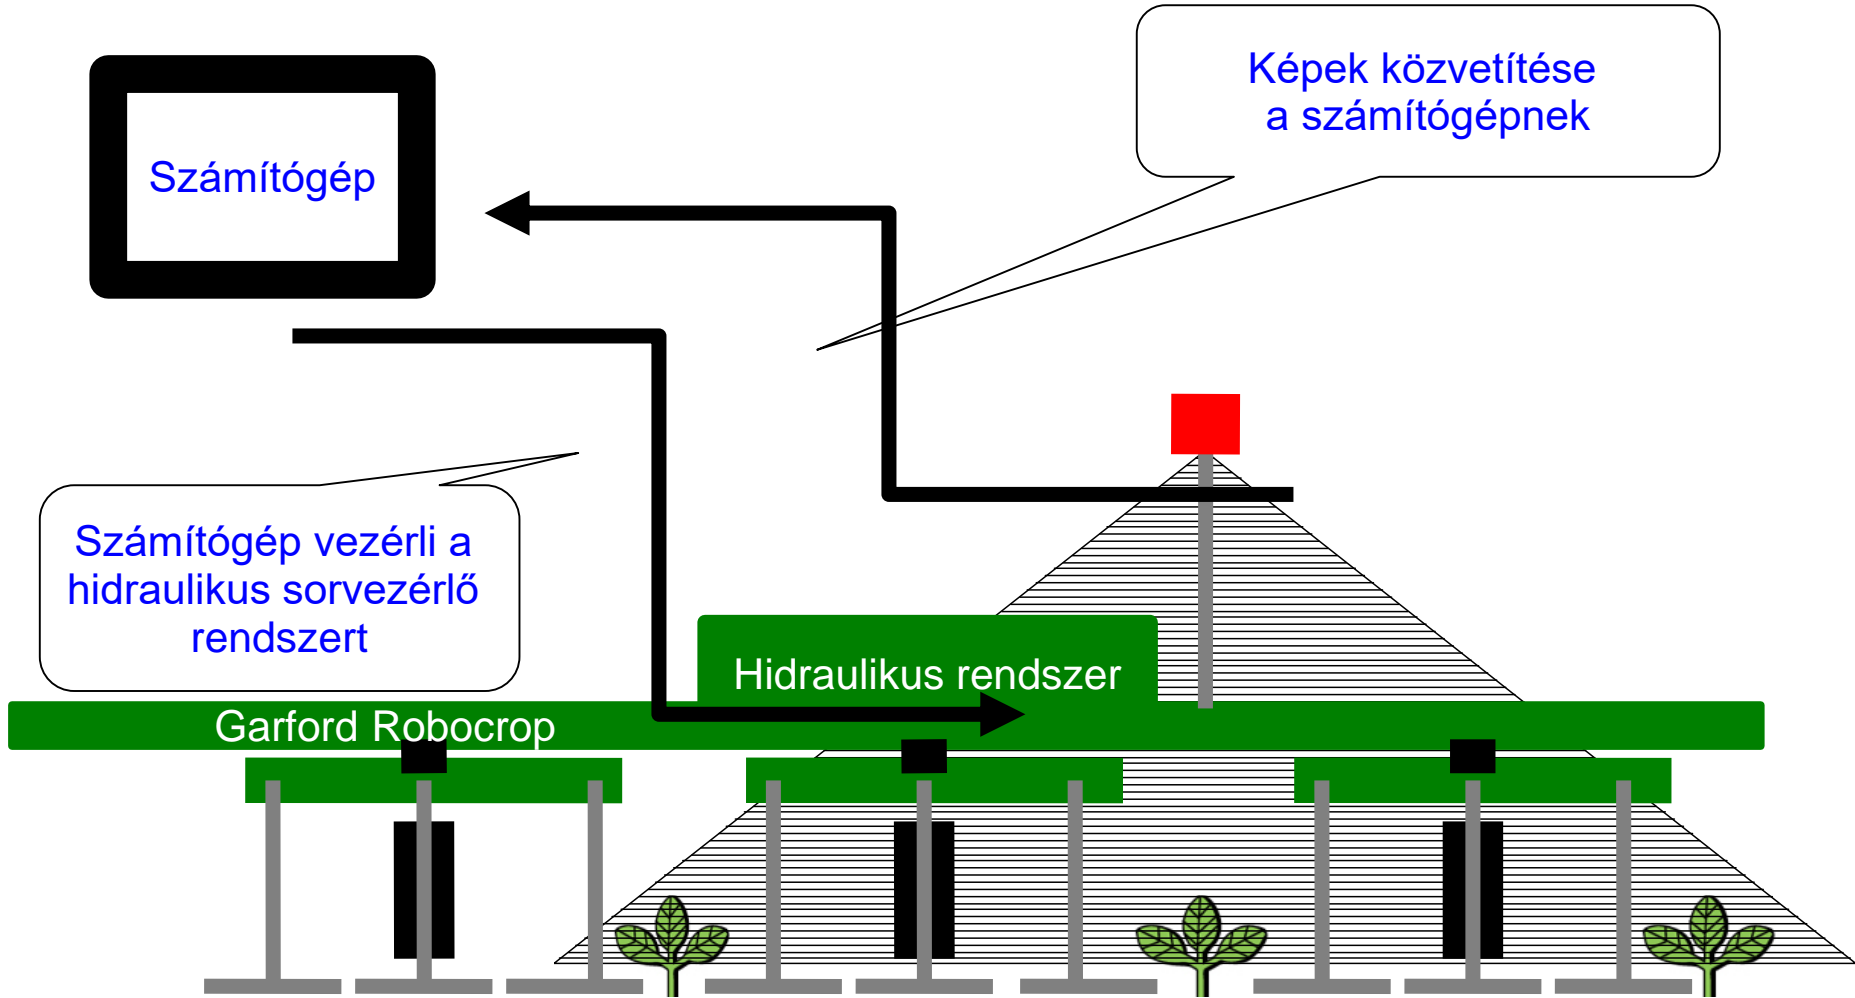 Képek közvetítése
a számítógépnek
Számítógép
Számítógép vezérli a
hidraulikus sorvezérlő
rendszert
Hidraulikus rendszer
Garford Robocrop